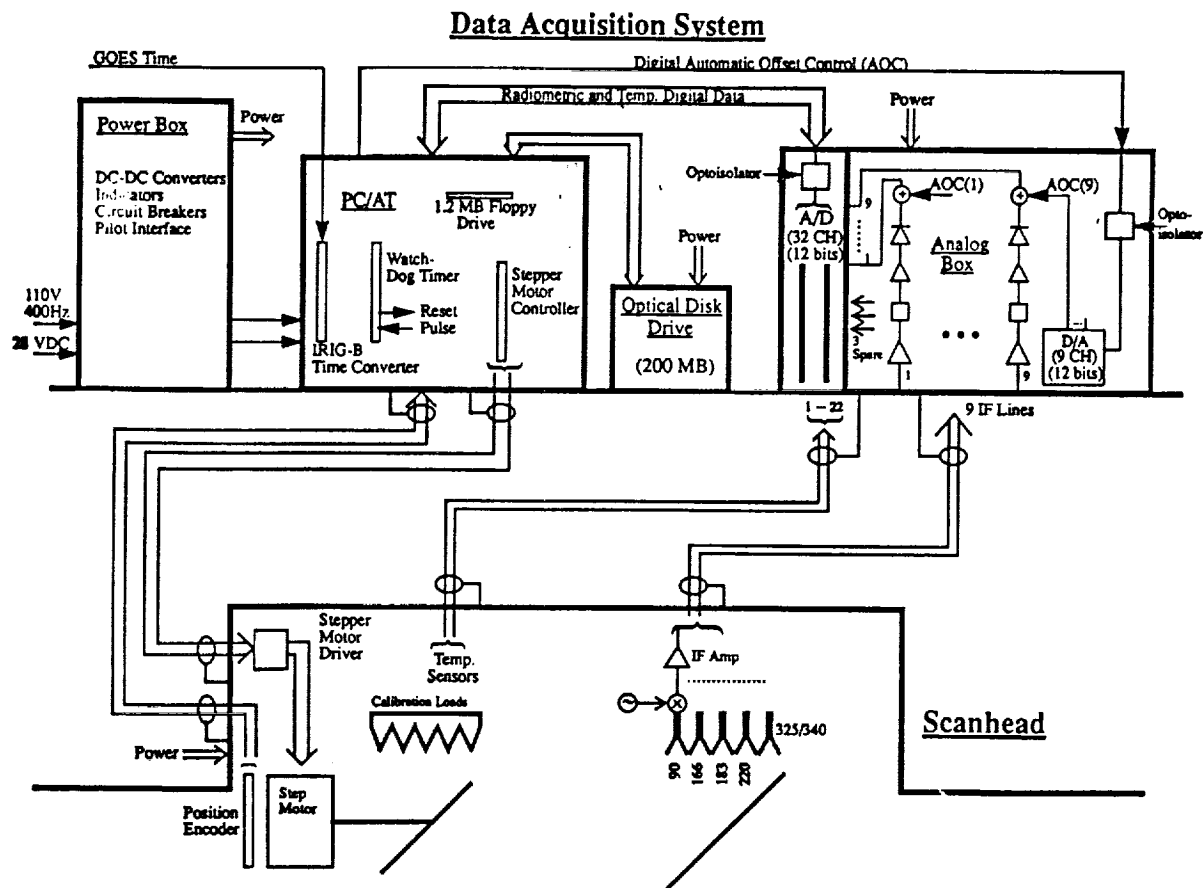 Data Acquisition System
GOES Time
Digital Automatic Offset Control (AOC)
Radiometric and Temp. Digital Data
Power
Power Box
DC-DC Converters
Indicators
Circuit Breakers
Pilot Interface
Power
110V
400Hz
28 VDC
PC/AT
1.2 MB Floppy
Drive
Watch-
Dog Timer
Reset
Pulse
Stepper
Motor
Controller
IRIG-B
Time Converter
Power
Optical Disk
Drive
(200 MB)
Optoisolator
A/D
(32 CH)
(12 bits)
9
1
3
Spare
AOC(1)
AOC(9)
Analog
Box
Opto-
isolator
D/A
(9 CH)
(12 bits)
1
9
1 – 22
9 IF Lines
Stepper
Motor
Driver
Temp.
Sensors
IF Amp
Calibration Loads
325/340
90
166
183
220
Scanhead
Power
Position
Encoder
Step
Motor